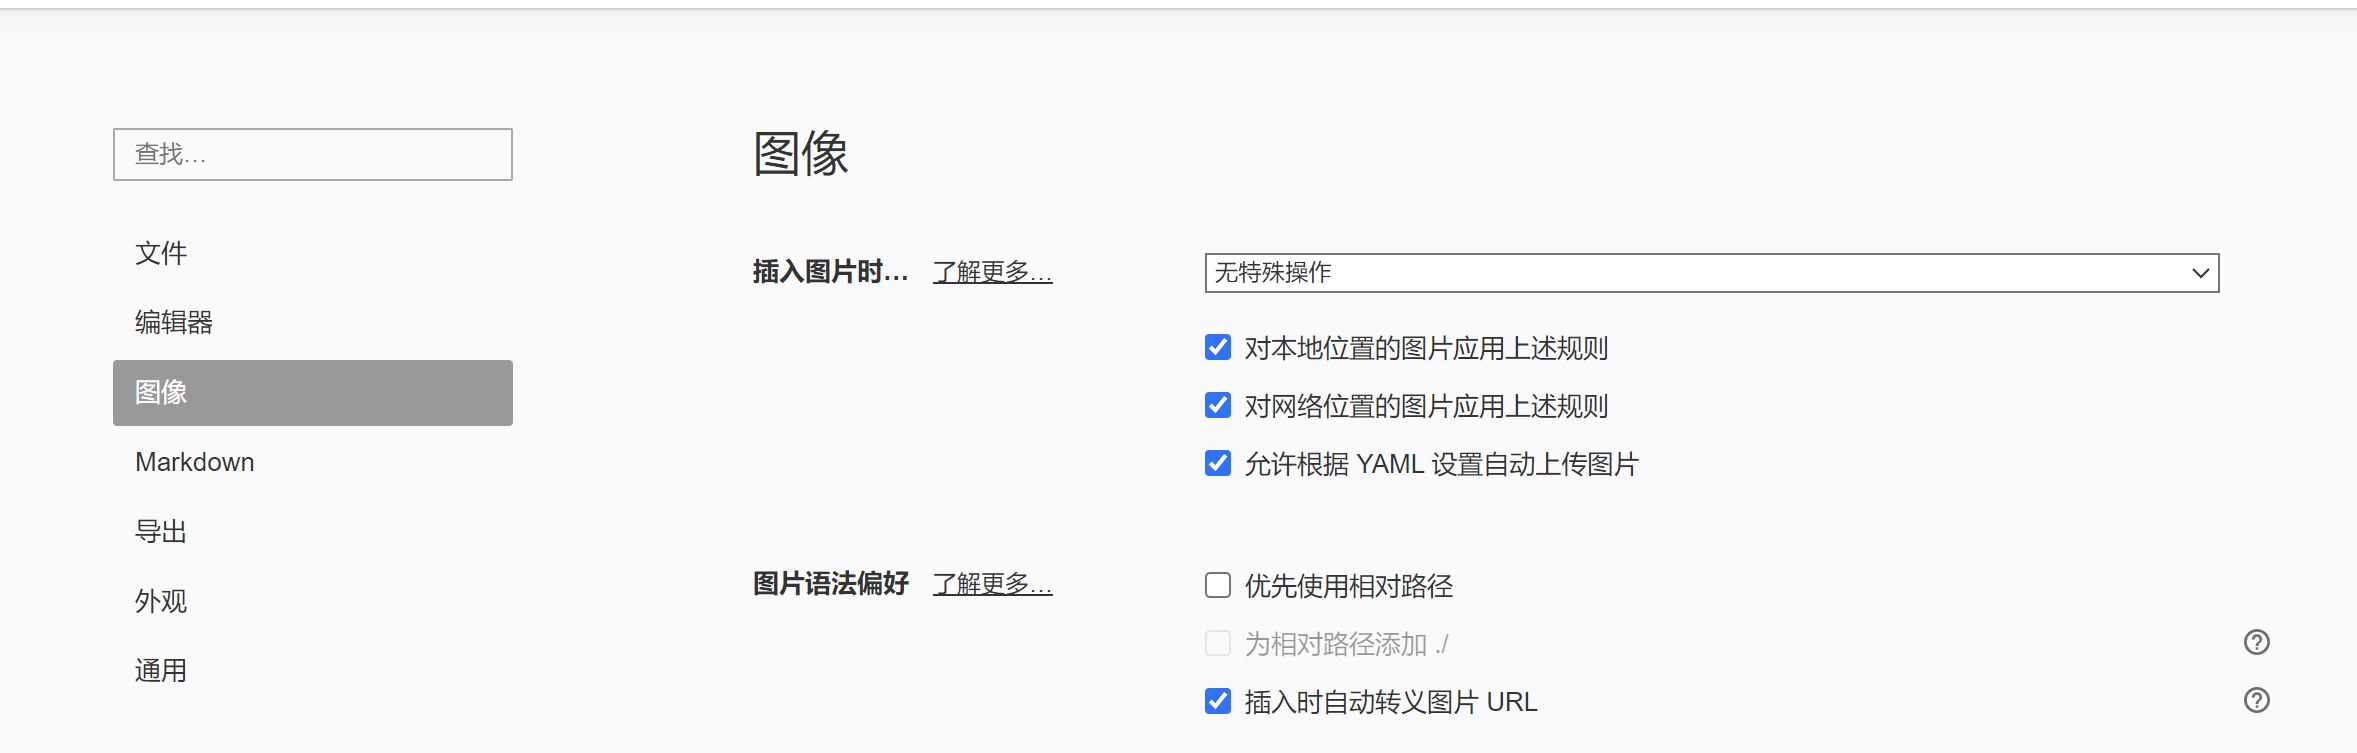 查找…
文件
编辑器
图像
Markdown
导出
外观
通用
图像
插入图片时… 了解更多… 无特殊操作
对本地位置的图片应用上述规则
对网络位置的图片应用上述规则
允许根据 YAML 设置自动上传图片
图片语法偏好 了解更多… 优先使用相对路径
为相对路径添加 ./
插入时自动转义图片 URL